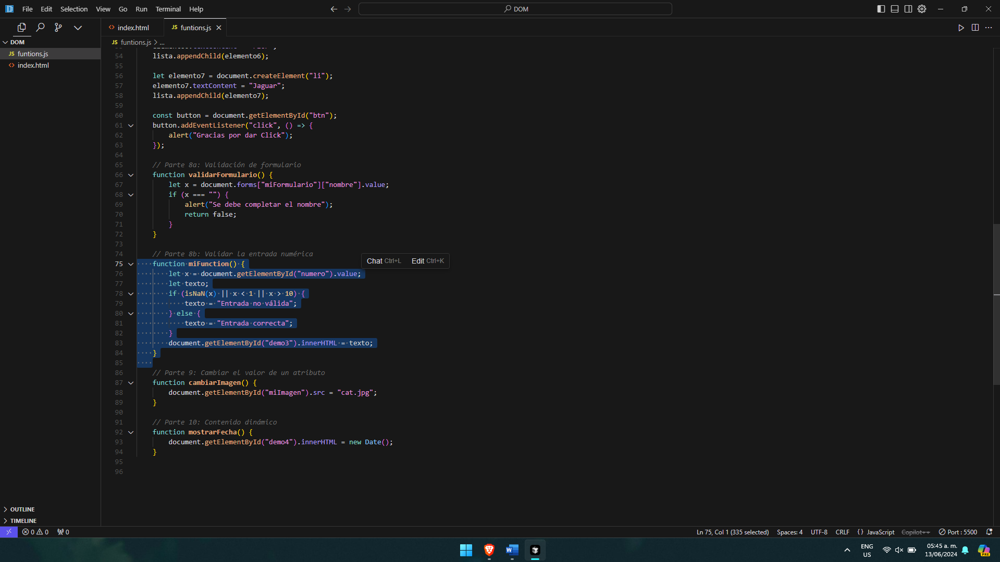 File Edit Selection View Go Run Terminal Help
DOM
index.html
JS funtions.js
DOM
JS funtions.js
index.html
JS funtions.js > ...
54 lista.appendChild(elemento6);
55
56 let elemento7 = document.createElement("li");
57 elemento7.textContent = "Jaguar";
58 lista.appendChild(elemento7);
59
60 const button = document.getElementById("btn");
61 button.addEventListener("click", () => {
62 alert("Gracias por dar Click");
63 });
64
65 // Parte 8a: Validación de formulario
66 function validarFormulario() {
67 let x = document.forms["miFormulario"]["nombre"].value;
68 if (x === "") {
69 alert("Se debe completar el nombre");
70 return false;
71 }
72 }
73
74 // Parte 8b: Validar la entrada numérica
Chat Ctrl+L Edit Ctrl+K
75 function miFunction() {
76 let x = document.getElementById("numero").value;
77 let texto;
78 if (isNaN(x) || x < 1 || x > 10) {
79 texto = "Entrada no válida";
80 } else {
81 texto = "Entrada correcta";
82 }
83 document.getElementById("demo3").innerHTML = texto;
84 }
85
86 // Parte 9: Cambiar el valor de un atributo
87 function cambiarImagen() {
88 document.getElementById("miImagen").src = "cat.jpg";
89 }
90
91 // Parte 10: Contenido dinámico
92 function mostrarFecha() {
93 document.getElementById("demo4").innerHTML = new Date();
94 }
95
96
OUTLINE
TIMELINE
0 0 0
Ln 75, Col 1 (335 selected) Spaces: 4 UTF-8 CRLF {} JavaScript Copilot++ Port : 5500
ENG
US
05:45 a. m.
13/06/2024
PRE